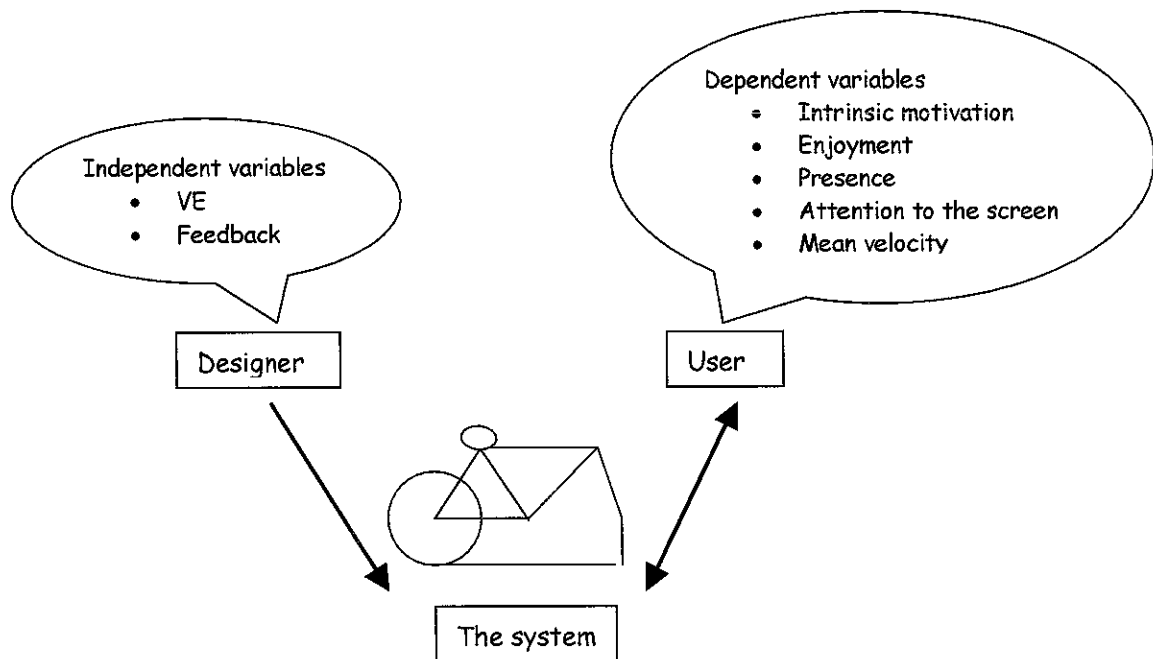 Independent variables
• VE
• Feedback
Dependent variables
• Intrinsic motivation
• Enjoyment
• Presence
• Attention to the screen
• Mean velocity
Designer
User
The system